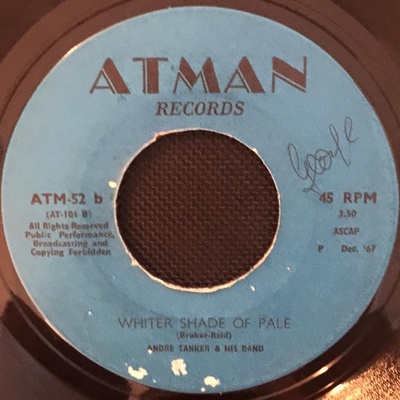 ATMAN
RECORDS
ATM-52 b
(AT-101 B)
All Rights Reserved
Public Performance,
Broadcasting and
Copying Forbidden
George
45 RPM
3.50
ASCAP
P Dec. '67
WHITER SHADE OF PALE
(Broker-Reid)
ANDRE TANKER & HIS BAND